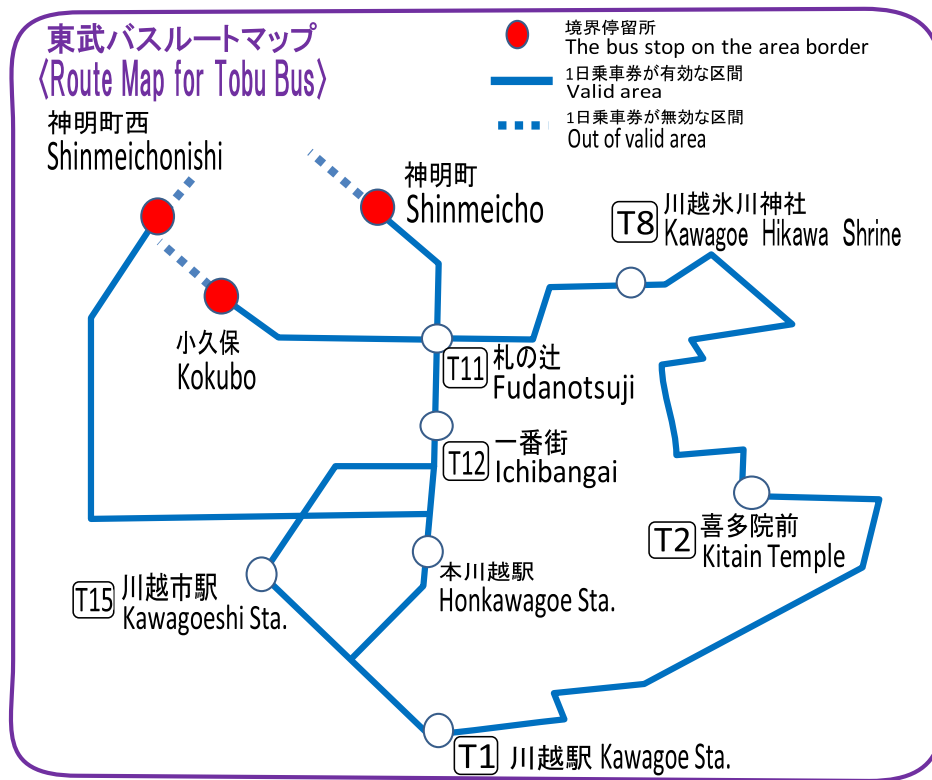 東武バスルートマップ
〈Route Map for Tobu Bus〉
境界停留所
The bus stop on the area border
1日乗車券が有効な区間
Valid area
1日乗車券が無効な区間
Out of valid area
神明町西
Shinmeichonishi
神明町
Shinmeicho
T8 川越氷川神社
Kawagoe Hikawa Shrine
小久保
Kokubo
T11 札の辻
Fudanotsuji
T12 一番街
Ichibangai
T2 喜多院前
Kitain Temple
T15 川越市駅
Kawagoeshi Sta.
本川越駅
Honkawagoe Sta.
T1 川越駅 Kawagoe Sta.